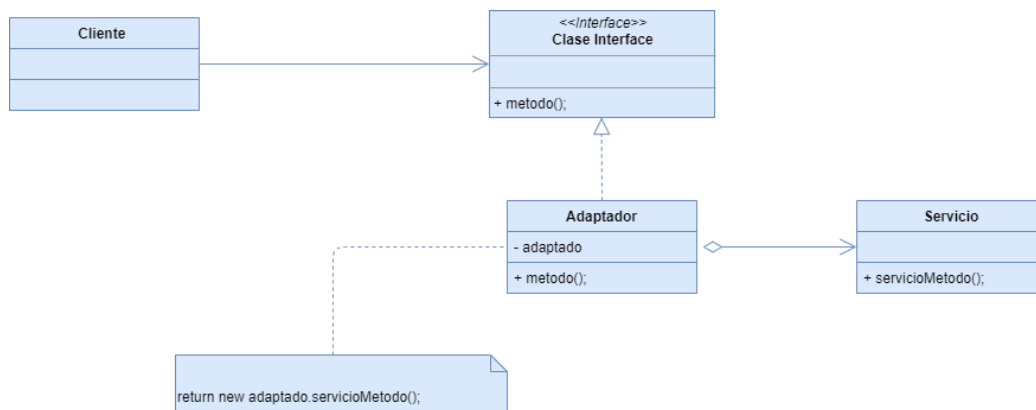 Cliente
<<Interface>>
Clase Interface
+ metodo();
Adaptador
- adaptado
+ metodo();
Servicio
+ servicioMetodo();
return new adaptado.servicioMetodo();